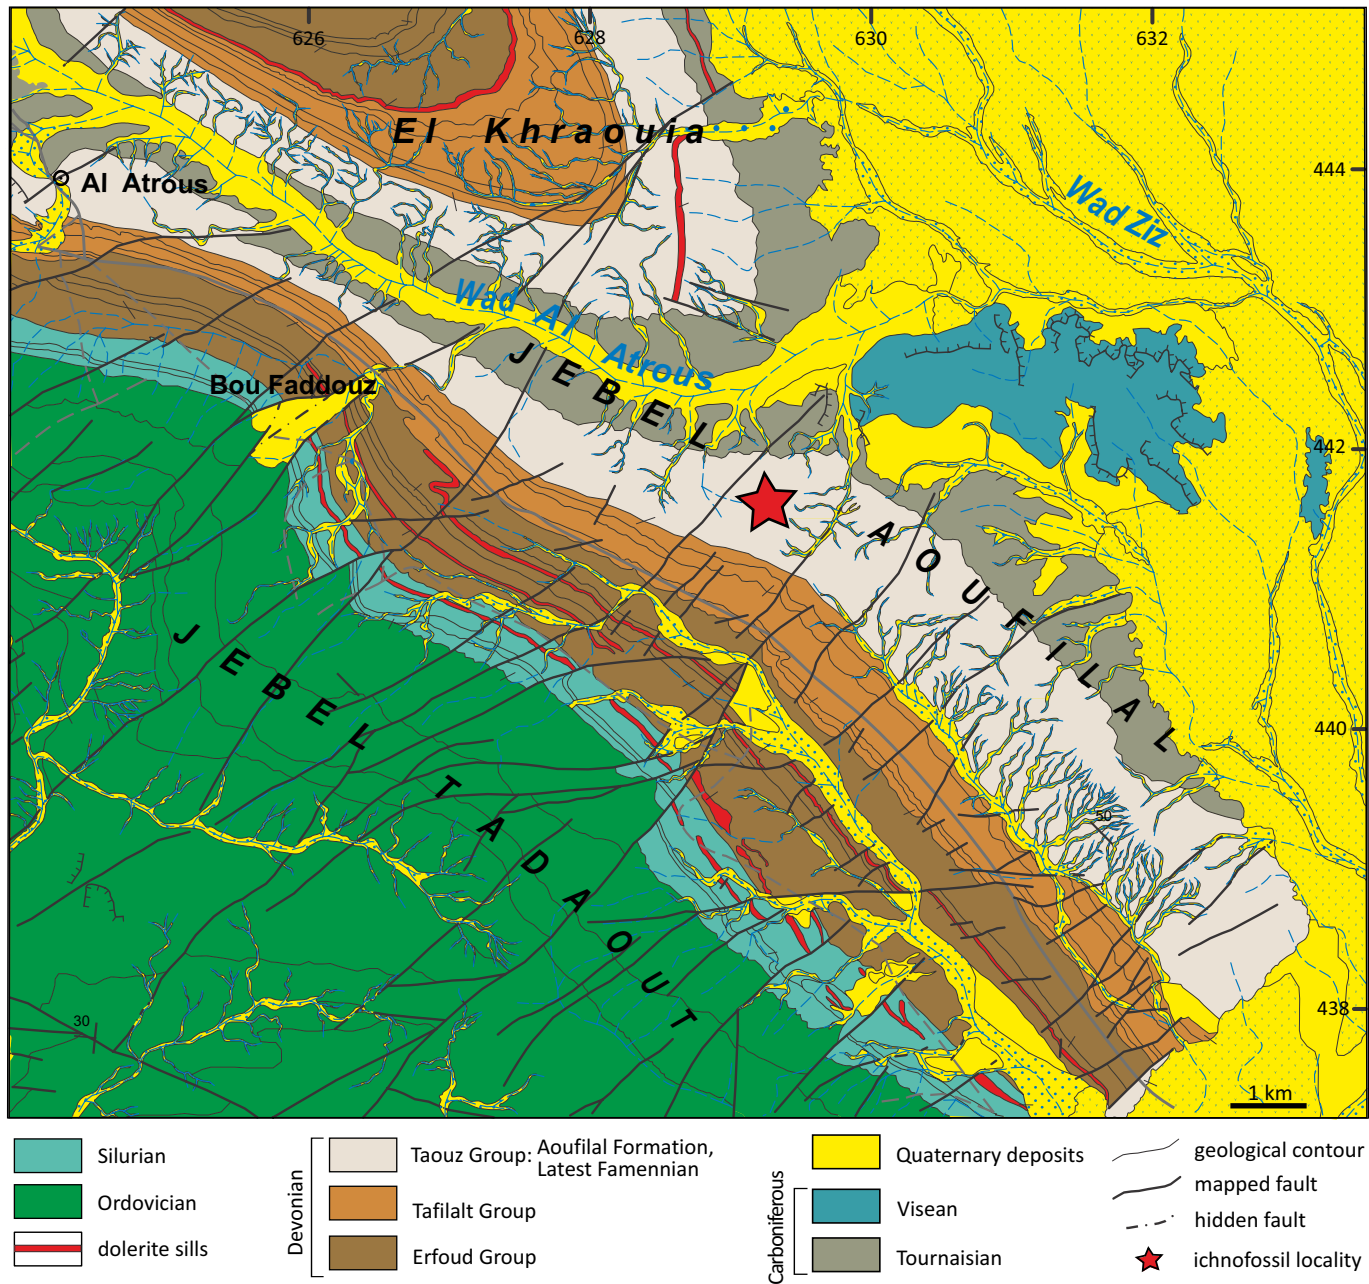 626
628
630
632
El Khraouia
444
Al Atrous
Wad Ziz
Wad Al Atrous
JEBEL AOUFILAL
Bou Faddouz
442
JEBEL TADAOUT
440
50
30
438
1 km
Silurian
Ordovician
dolerite sills
Devonian
Taouz Group: Aoufilal Formation,
Latest Famennian
Tafilalt Group
Erfoud Group
Quaternary deposits
Carboniferous
Visean
Tournaisian
geological contour
mapped fault
hidden fault
ichnofossil locality